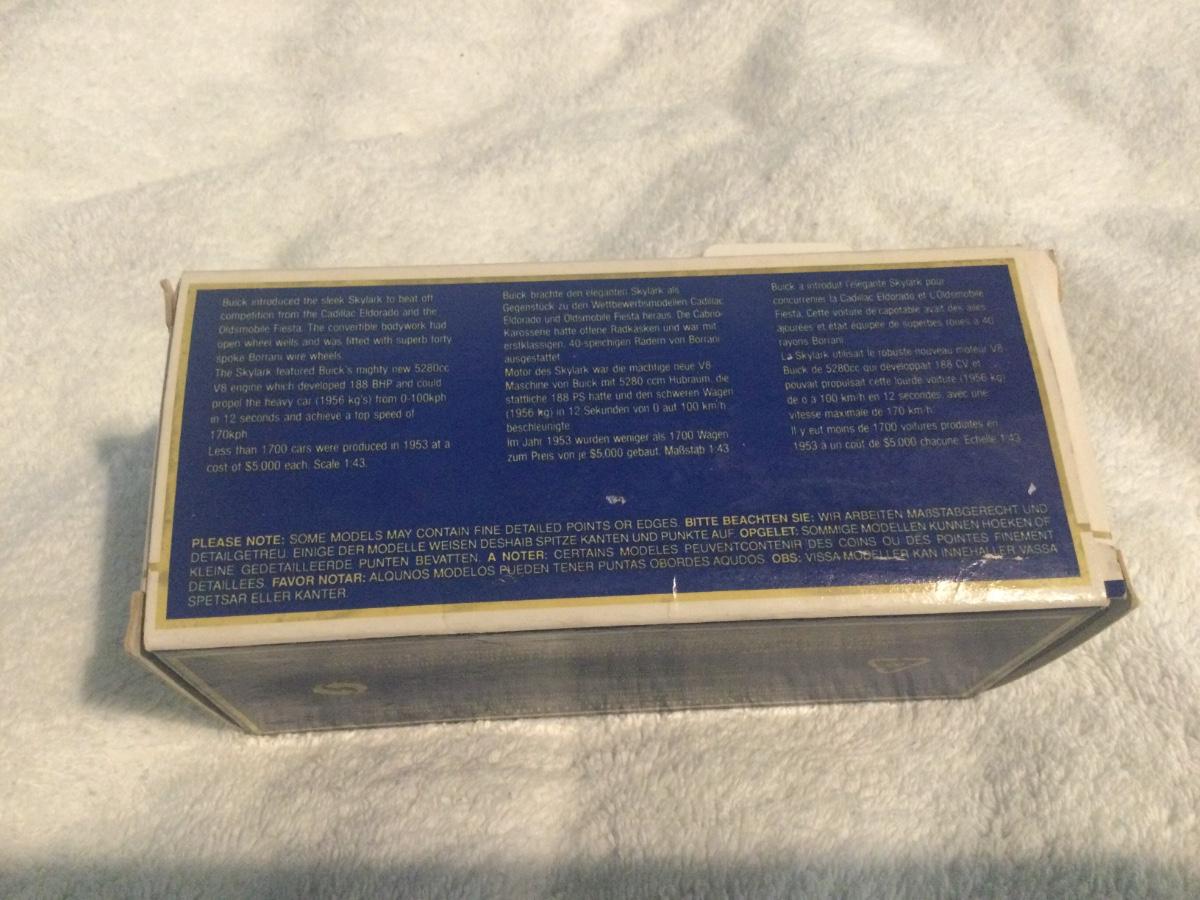 Buick introduced the sleek Skylark to beat off
competition from the Cadillac Eldorado and the
Oldsmobile Fiesta. The convertible bodywork had
open wheel wells and was fitted with superb forty
spoke Borrani wire wheels.
The Skylark featured Buick's mighty new 5280cc
V8 engine which developed 188 BHP and could
propel the heavy car (1956 kg's) from 0-100kph
in 12 seconds and achieve a top speed of
170kph.
Less than 1700 cars were produced in 1953 at a
cost of $5,000 each. Scale 1:43.
Buick brachte den eleganten Skylark als
Gegenstück zu den Wettbewerbsmodellen Cadillac
Eldorado und Oldsmobile Fiesta heraus. Die Cabrio-
Karosserie hatte offene Radkästen und war mit
erstklassigen, 40-speichigen Rädern von Borrani
ausgestattet.
Motor des Skylark war die mächtige neue V8
Maschine von Buick mit 5280 ccm Hubraum, die
stattliche 188 PS hatte und den schweren Wagen
(1956 kg) in 12 Sekunden von 0 auf 100 km/h
beschleunigte.
Im Jahr 1953 wurden weniger als 1700 Wagen
zum Preis von je $5,000 gebaut. Maßstab 1:43
Buick a introduit l'elégante Skylark pour
concurrencer la Cadillac Eldorado et L'Oldsmobile
Fiesta. Cette voiture décapotable avait des ailes
ajourées et était équipée de superbes roues à 40
rayons Borrani.
La Skylark utilisait le robuste nouveau moteur V8
Buick de 5280cc qui développait 188 CV et
pouvait propulsait cette lourde voiture (1956 kg)
de o à 100 km/h en 12 secondes, avec une
vitesse maximale de 170 km/h.
Il y eut moins de 1700 voitures produites en
1953 à un coût de $5,000 chacune. Echelle 1:43
PLEASE NOTE: SOME MODELS MAY CONTAIN FINE DETAILED POINTS OR EDGES. BITTE BEACHTEN SIE: WIR ARBEITEN MAßSTABGERECHT UND
DETAILGETREU. EINIGE DER MODELLE WEISEN DESHAIB SPITZE KANTEN UND PUNKTE AUF. OPGELET: SOMMIGE MODELLEN KUNNEN HOEKEN OF
KLEINE GEDETAILLEERDE PUNTEN BEVATTEN. A NOTER: CERTAINS MODELES PEUVENTCONTENIR DES COINS OU DES POINTES FINEMENT
DETAILLEES. FAVOR NOTAR: ALQUNOS MODELOS PUEDEN TENER PUNTAS OBORDES AQUDOS. OBS: VISSA MODELLER KAN INNEHALLER VASSA
SPETSAR ELLER KANTER.